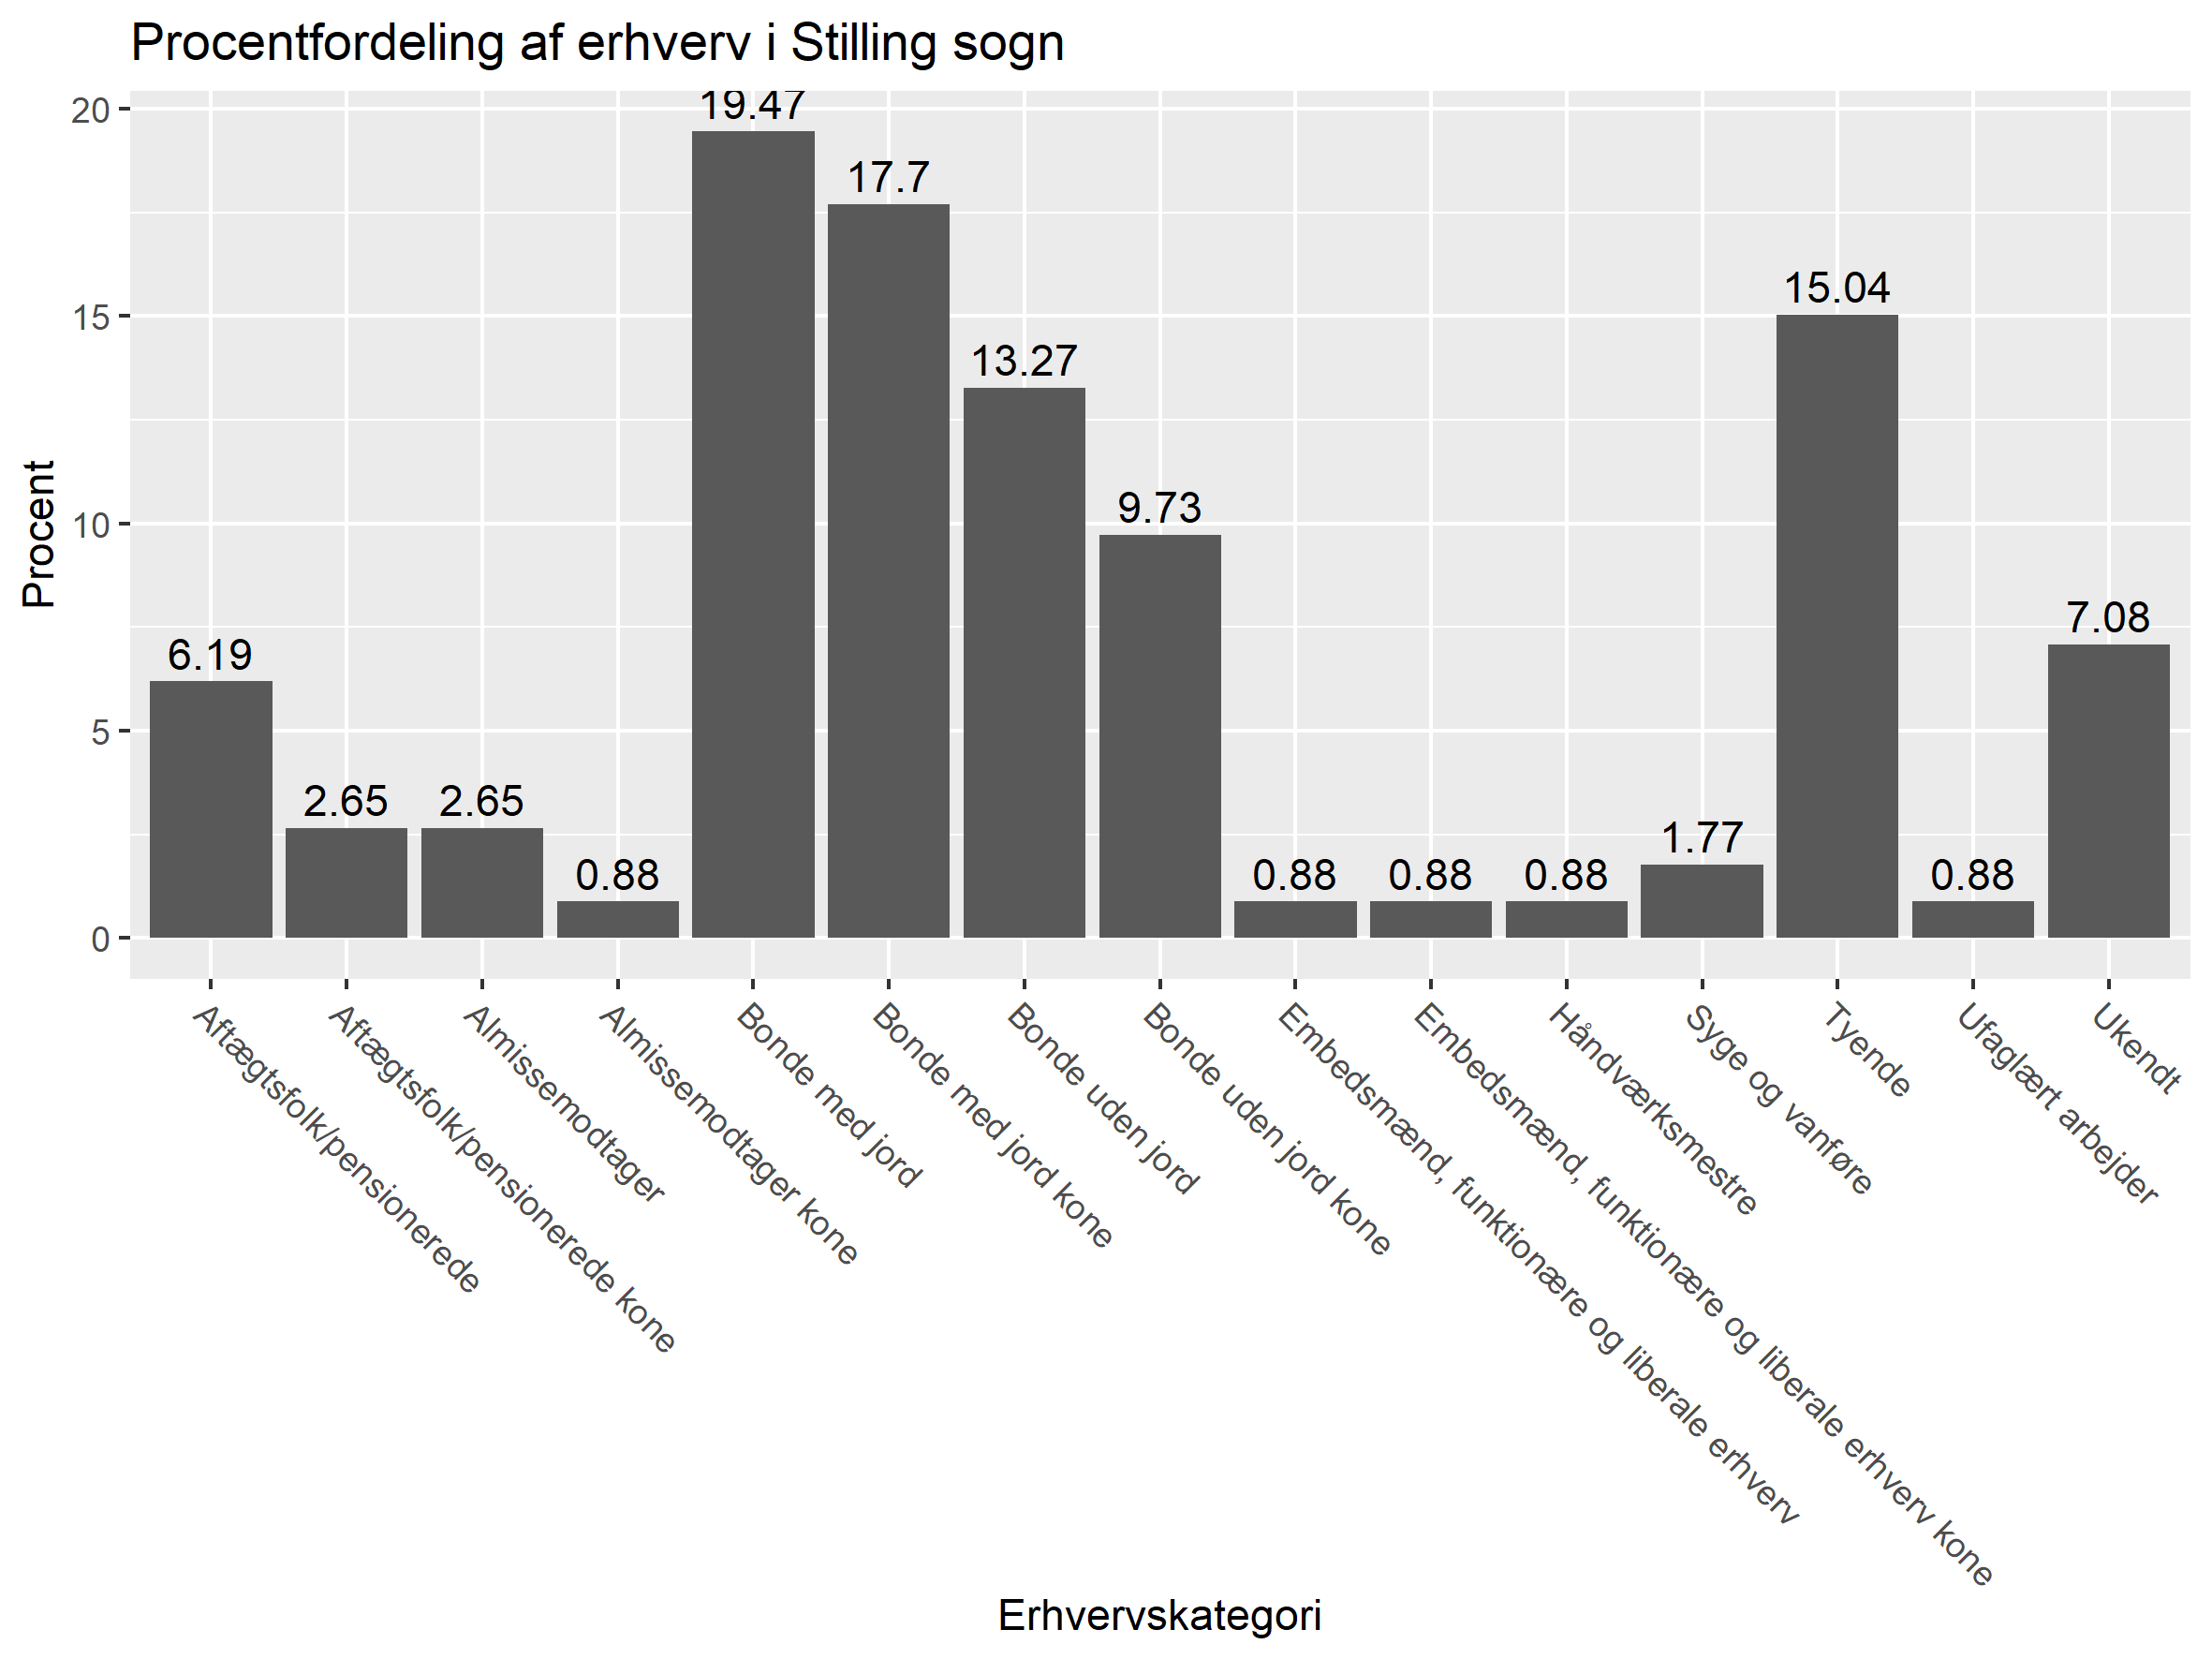 Procentfordeling af erhverv i Stilling sogn
Procent
20
15
10
5
0
6.19
2.65
2.65
0.88
19.47
17.7
13.27
9.73
0.88
0.88
0.88
1.77
15.04
0.88
7.08
Aftægtsfolk/pensionerede
Aftægtsfolk/pensionerede kone
Almissemodtager
Almissemodtager kone
Bonde med jord
Bonde med jord kone
Bonde uden jord
Bonde uden jord kone
Embedsmænd, funktionære og liberale erhverv
Embedsmænd, funktionære og liberale erhverv kone
Håndværksmestre
Syge og vanføre
Tyende
Ufaglært arbejder
Ukendt
Erhvervskategori